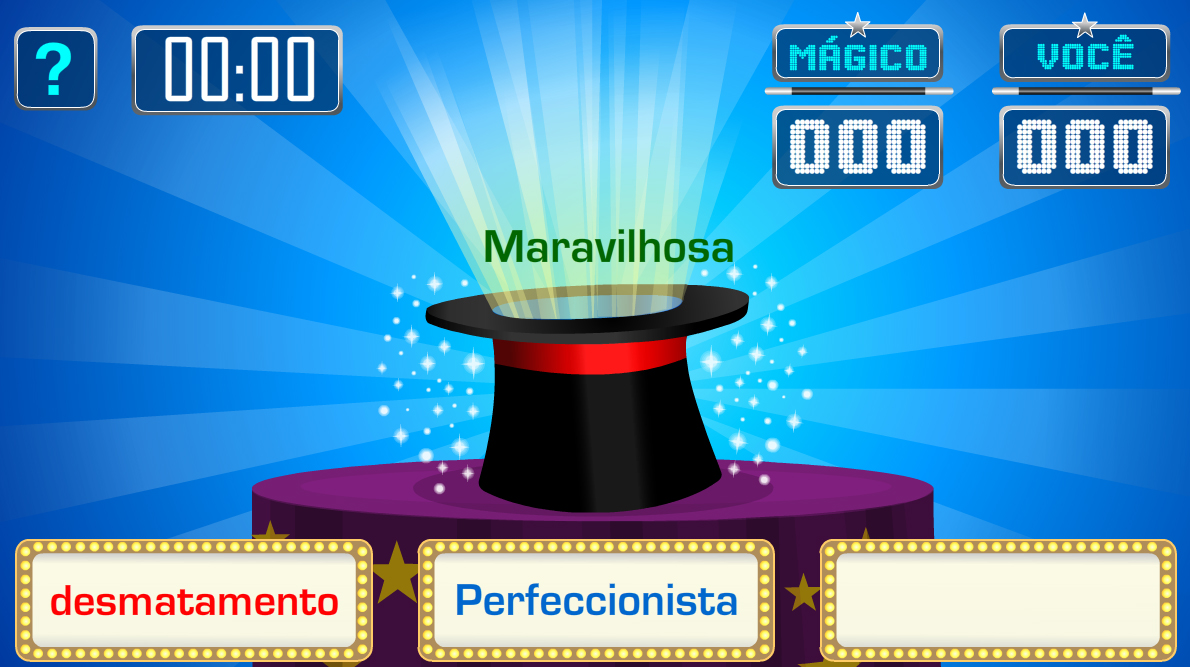 ?
00:00
MÁGICO
VOCÊ
000
000
Maravilhosa
desmatamento
Perfeccionista